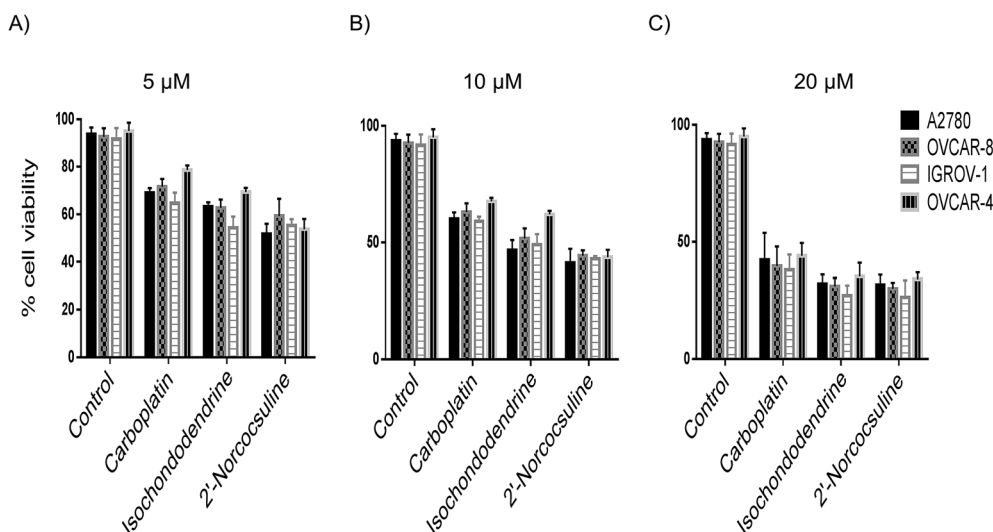 A)
B)
C)
5 µM
10 µM
20 µM
% cell viability
100
80
60
40
20
0
Control
Carboplatin
Isochondodendrine
2'-Norcocsuline
100
50
0
Control
Carboplatin
Isochondodendrine
2'-Norcocsuline
100
50
0
Control
Carboplatin
Isochondodendrine
2'-Norcocsuline
A2780
OVCAR-8
IGROV-1
OVCAR-4